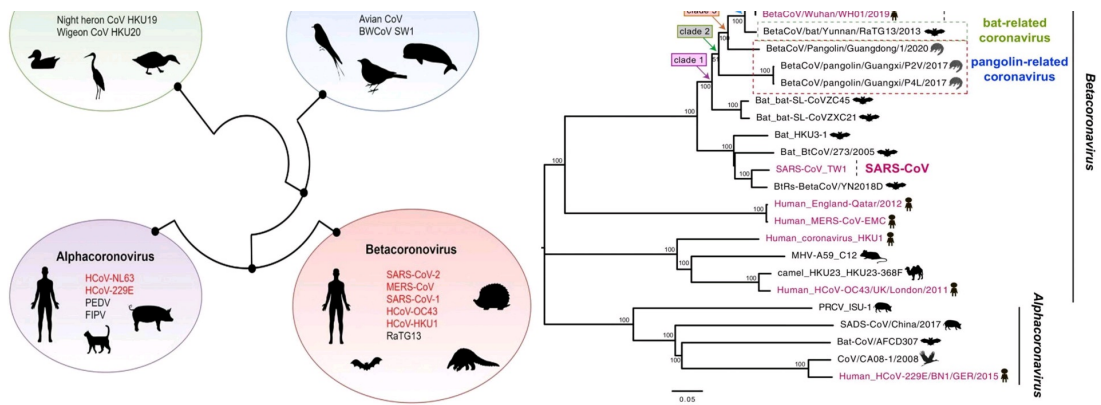 Night heron CoV HKU19
Wigeon CoV HKU20
Avian CoV
BWCoV SW1
Alphacoronovirus
HCoV-NL63
HCoV-229E
PEDV
FIPV
Betacoronovirus
SARS-CoV-2
MERS-CoV
SARS-CoV-1
HCoV-OC43
HCoV-HKU1
RaTG13
BetaCoV/Wuhan/WH01/2019
100
BetaCoV/bat/Yunnan/RaTG13/2013
bat-related
coronavirus
clade 2
100
BetaCoV/Pangolin/Guangdong/1/2020
51
BetaCoV/pangolin/Guangxi/P2V/2017
pangolin-related
coronavirus
clade 1
100
BetaCoV/pangolin/Guangxi/P4L/2017
100
Bat_bat-SL-CoVZC45
100
Bat_bat-SL-CoVZXC21
100
Bat_HKU3-1
100
Bat_BtCoV/273/2005
100
SARS-CoV_TW1
SARS-CoV
100
BtRs-BetaCoV/YN2018D
Human_England-Qatar/2012
100
Human_MERS-CoV-EMC
Human_coronavirus_HKU1
100
MHV-A59_C12
100
camel_HKU23_HKU23-368F
100
Human_HCoV-OC43/UK/London/2011
Betacoronavirus
PRCV_ISU-1
100
SADS-CoV/China/2017
100
Bat-CoV/AFCD307
100
CoV/CA08-1/2008
100
Human_HCoV-229E/BN1/GER/2015
Alphacoronavirus
0.05